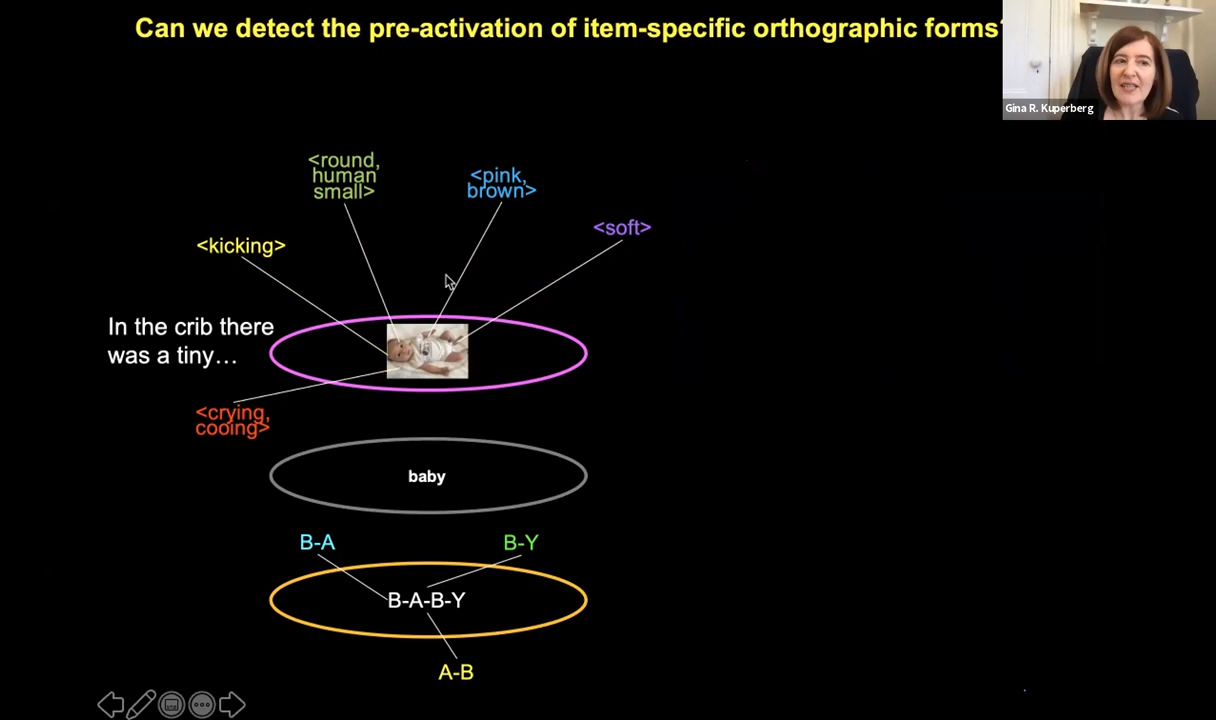 Can we detect the pre-activation of item-specific orthographic forms?
Gina R. Kuperberg
<round,
human
small>
<pink,
brown>
<soft>
<kicking>
In the crib there
was a tiny…
<crying,
cooing>
baby
B-A
B-Y
B-A-B-Y
A-B